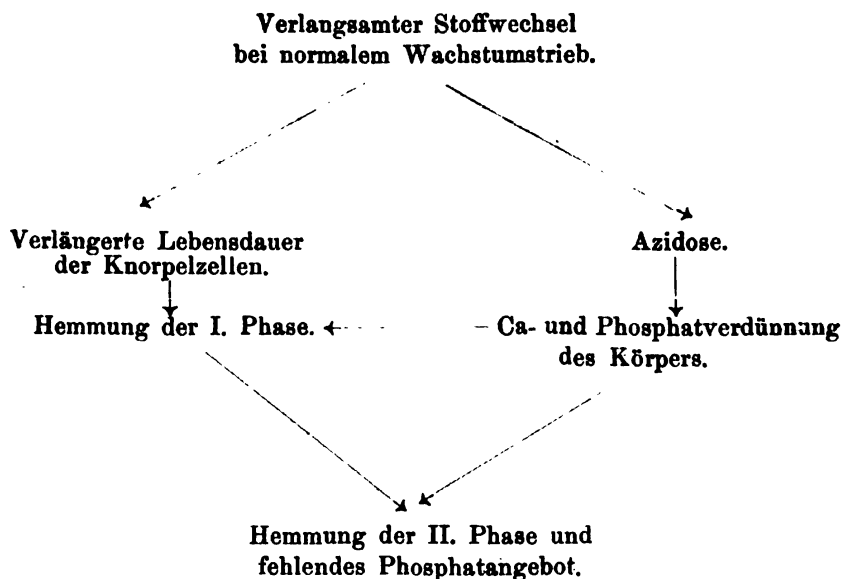 Verlangsamter Stoffwechsel
bei normalem Wachstumstrieb.
Verlängerte Lebensdauer
der Knorpelzellen.
Azidose.
Hemmung der I. Phase.
Ca- und Phosphatverdünnung
des Körpers.
Hemmung der II. Phase und
fehlendes Phosphatangebot.